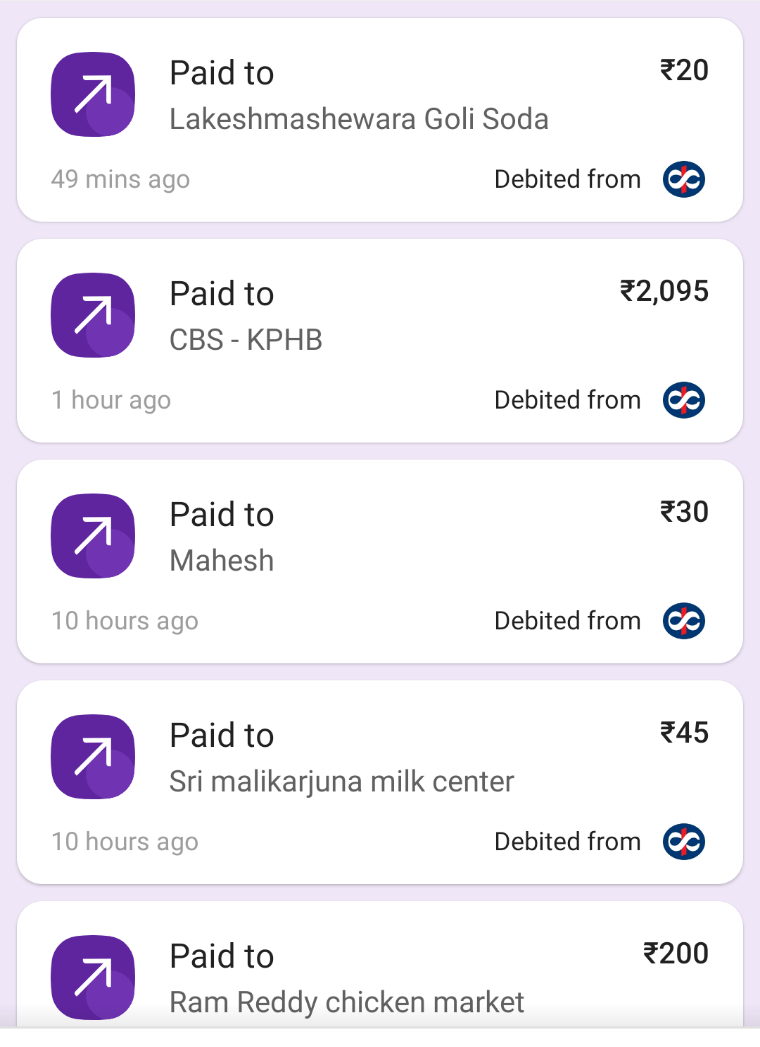 Paid to
₹20
Lakeshmashewara Goli Soda
49 mins ago
Debited from
Paid to
₹2,095
CBS - KPHB
1 hour ago
Debited from
Paid to
₹30
Mahesh
10 hours ago
Debited from
Paid to
₹45
Sri malikarjuna milk center
10 hours ago
Debited from
Paid to
₹200
Ram Reddy chicken market